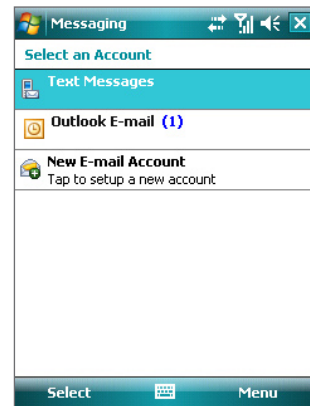 Messaging
Select an Account
Text Messages
Outlook E-mail (1)
New E-mail Account
Tap to setup a new account
Select Menu